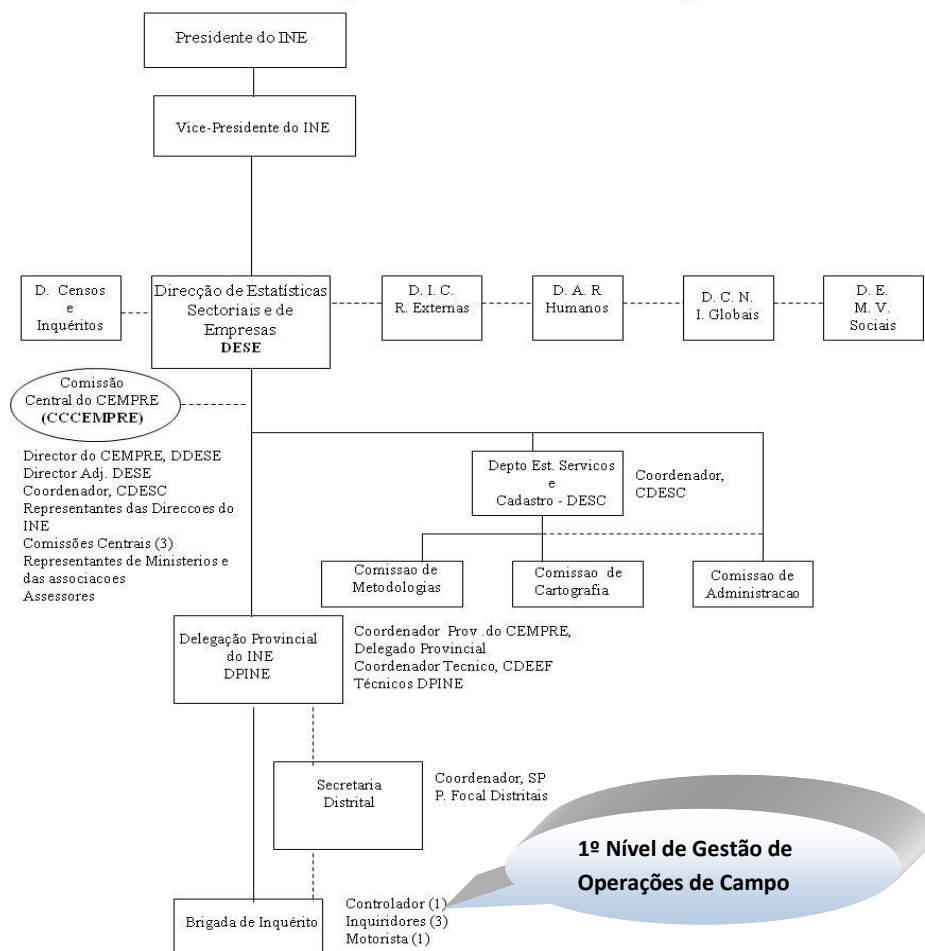 Presidente do INE
Vice-Presidente do INE
D. Censos
e
Inquéritos
Direcção de Estatísticas
Sectoriais e de
Empresas
DESE
D. I. C.
R. Externas
D. A. R
Humanos
D. C. N.
I. Globais
D. E.
M. V.
Sociais
Comissão
Central do CEMPRE
(CCCEMPRE)
Director do CEMPRE, DDESE
Director Adj. DESE
Coordenador, CDESC
Representantes das Direccoes do
INE
Comissões Centrais (3)
Representantes de Ministerios e
das associacoes
Assessores
Depto Est. Servicos
e
Cadastro - DESC
Coordenador,
CDESC
Comissao de
Metodologias
Comissao de
Cartografia
Comissao de
Administracao
Delegação Provincial
do INE
DPINE
Coordenador Prov .do CEMPRE,
Delegado Provincial
Coordenador Tecnico, CDEEF
Técnicos DPINE
Secretaria
Distrital
Coordenador, SP
P. Focal Distritais
1º Nível de Gestão de
Operações de Campo
Brigada de Inquérito
Controlador (1)
Inquiridores (3)
Motorista (1)